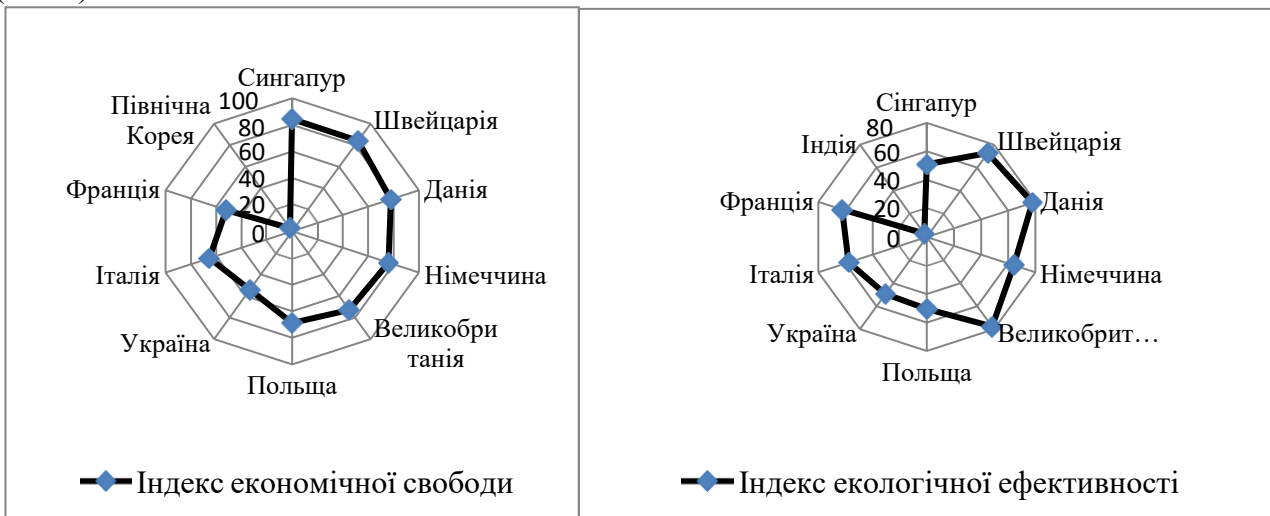 Сингапур
Швейцарія
Данія
Німеччина
Великобри
танія
Польща
Україна
Італія
Франція
Північна
Корея
100
80
60
40
20
0
Індекс економічної свободи
Сінгапур
Швейцарія
Данія
Німеччина
Великобрит…
Польща
Україна
Італія
Франція
Індія
80
60
40
20
0
Індекс екологічної ефективності